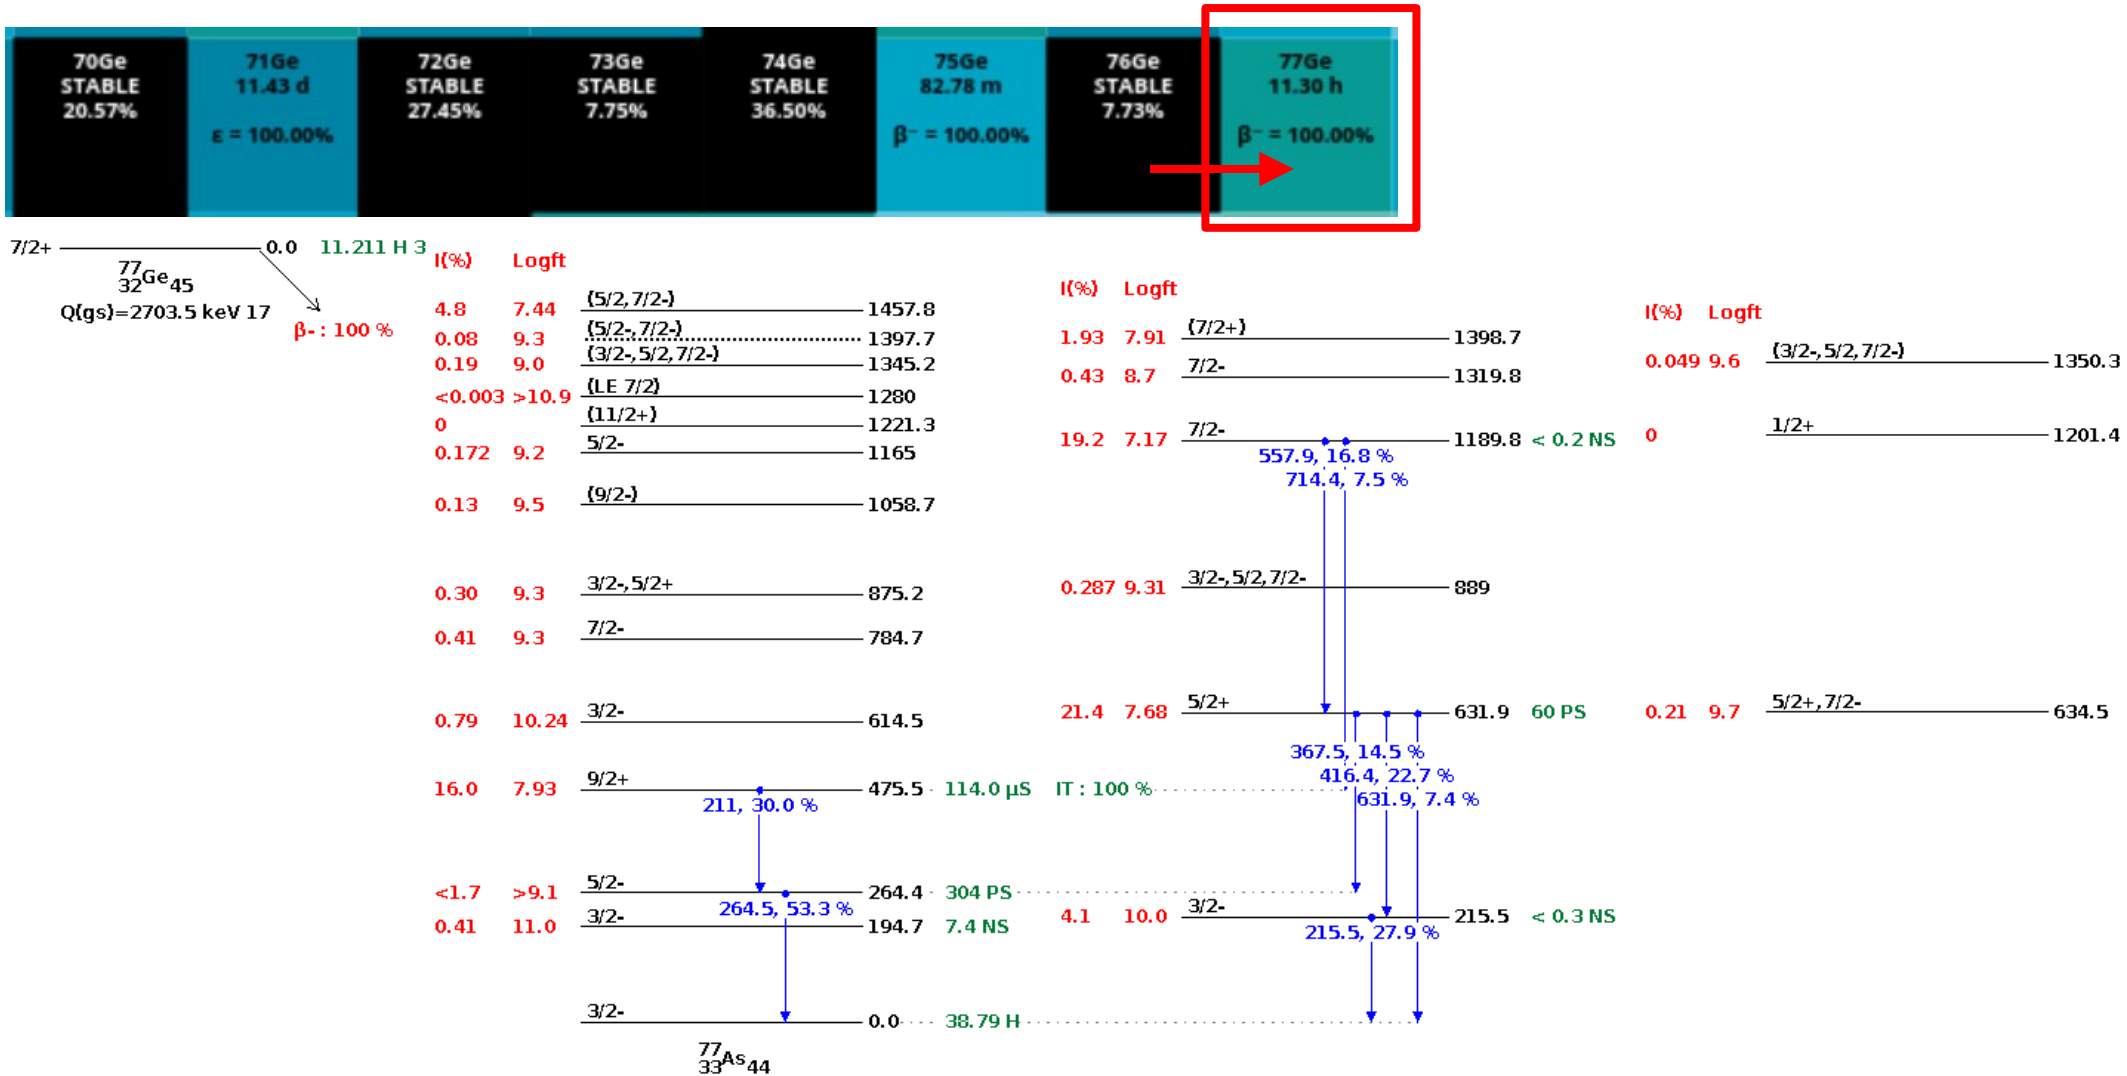 70Ge
STABLE
20.57%
71Ge
11.43 d
ε = 100.00%
72Ge
STABLE
27.45%
73Ge
STABLE
7.75%
74Ge
STABLE
36.50%
75Ge
82.78 m
β⁻ = 100.00%
76Ge
STABLE
7.73%
77Ge
11.30 h
β⁻ = 100.00%
7/2+ 0.0 11.211 H 3
77 32 Ge 45
Q(gs)=2703.5 keV 17
β- : 100 %
I(%) Logft
4.8 7.44 (5/2,7/2-) 1457.8
0.08 9.3 (5/2-,7/2-) 1397.7
0.19 9.0 (3/2-,5/2,7/2-) 1345.2
<0.003 >10.9 (LE 7/2) 1280
0 (11/2+) 1221.3
0.172 9.2 5/2- 1165
0.13 9.5 (9/2-) 1058.7
0.30 9.3 3/2-,5/2+ 875.2
0.41 9.3 7/2- 784.7
0.79 10.24 3/2- 614.5
16.0 7.93 9/2+ 475.5 114.0 µS IT : 100 %
211, 30.0 %
<1.7 >9.1 5/2- 264.4 304 PS
264.5, 53.3 %
0.41 11.0 3/2- 194.7 7.4 NS
3/2- 0.0 38.79 H
77 33 As 44
I(%) Logft
1.93 7.91 (7/2+) 1398.7
0.43 8.7 7/2- 1319.8
19.2 7.17 7/2- 1189.8 < 0.2 NS
557.9, 16.8 %
714.4, 7.5 %
0.287 9.31 3/2-,5/2,7/2- 889
21.4 7.68 5/2+ 631.9 60 PS
367.5, 14.5 %
416.4, 22.7 %
631.9, 7.4 %
4.1 10.0 3/2- 215.5 < 0.3 NS
215.5, 27.9 %
I(%) Logft
0.049 9.6 (3/2-,5/2,7/2-) 1350.3
0 1/2+ 1201.4
0.21 9.7 5/2+,7/2- 634.5